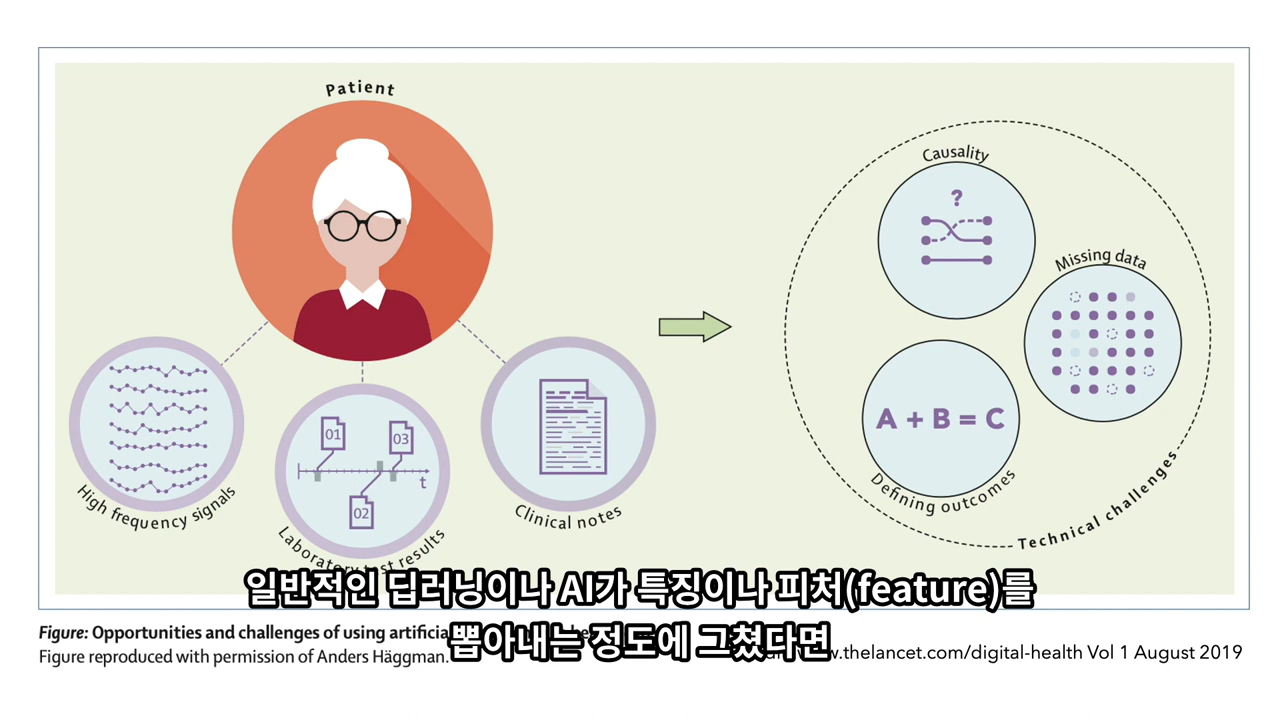 Patient
High frequency signals
01
02
03
t
Laboratory test results
Clinical notes
Causality
?
Missing data
A + B = C
Defining outcomes
Technical challenges
일반적인 딥러닝이나 AI가 특징이나 피처(feature)를
뽑아내는 정도에 그쳤다면
Figure: Opportunities and challenges of using
Figure reproduced with permission of Anders Häggman.
.thelancet.com/digital-health Vol 1 August 2019